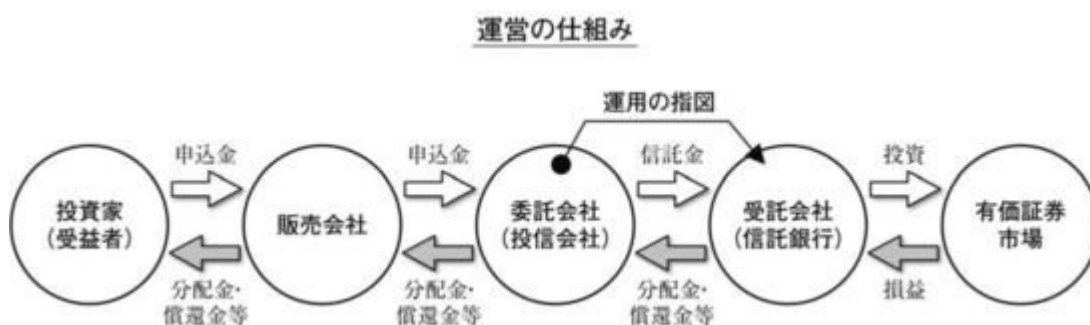 運営の仕組み
運用の指図
申込金
申込金
信託金
投資
投資家
（受益者）
販売会社
委託会社
（投信会社）
受託会社
（信託銀行）
有価証券
市場
分配金・
償還金等
分配金・
償還金等
分配金・
償還金等
損益